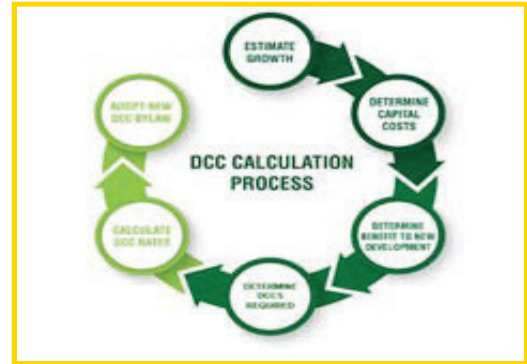 ESTIMATE
GROWTH
DETERMINE
CAPITAL
COSTS
DETERMINE
BENEFIT TO NEW
DEVELOPMENT
DETERMINE
DCCS
REQUIRED
CALCULATE
DCC RATES
ADOPT NEW
DCC BYLAW
DCC CALCULATION
PROCESS